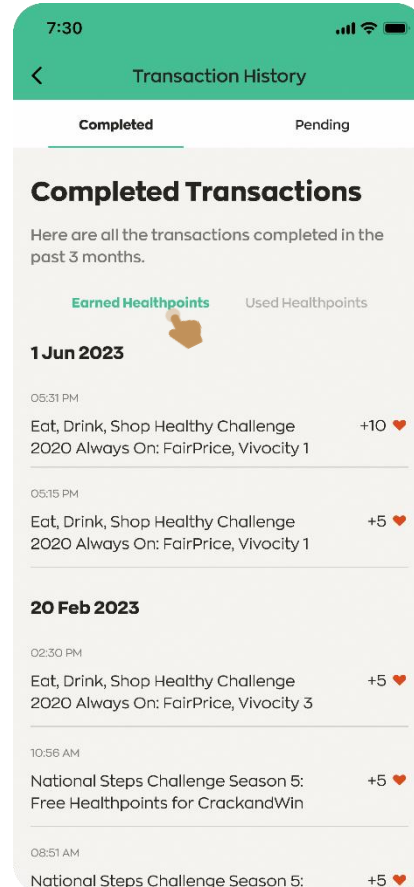 7:30
Transaction History
Completed Pending
Completed Transactions
Here are all the transactions completed in the
past 3 months.
Earned Healthpoints Used Healthpoints
1 Jun 2023
05:31 PM
Eat, Drink, Shop Healthy Challenge +10
2020 Always On: FairPrice, Vivocity 1
05:15 PM
Eat, Drink, Shop Healthy Challenge +5
2020 Always On: FairPrice, Vivocity 1
20 Feb 2023
02:30 PM
Eat, Drink, Shop Healthy Challenge +5
2020 Always On: FairPrice, Vivocity 3
10:56 AM
National Steps Challenge Season 5: +5
Free Healthpoints for CrackandWin
08:51 AM
National Steps Challenge Season 5: +5